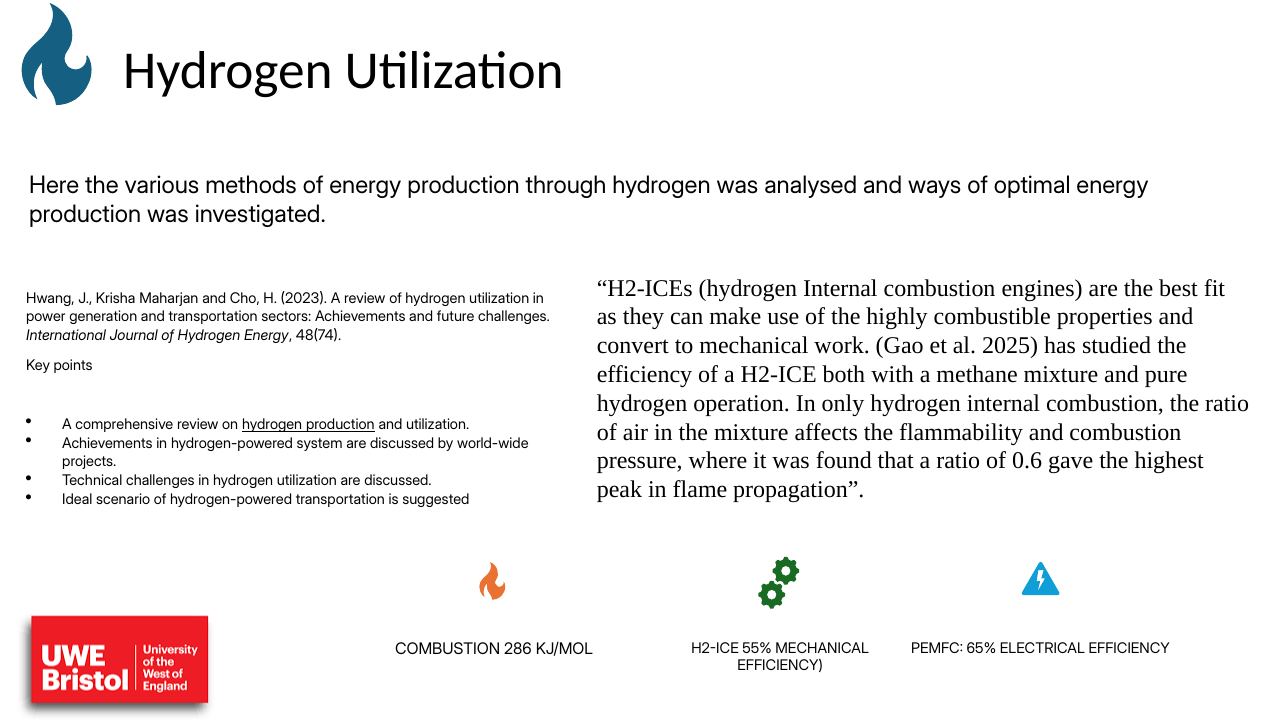 Hydrogen Utilization
Here the various methods of energy production through hydrogen was analysed and ways of optimal energy
production was investigated.
Hwang, J., Krisha Maharjan and Cho, H. (2023). A review of hydrogen utilization in
power generation and transportation sectors: Achievements and future challenges.
International Journal of Hydrogen Energy, 48(74).
Key points
• A comprehensive review on hydrogen production and utilization.
• Achievements in hydrogen-powered system are discussed by world-wide
projects.
• Technical challenges in hydrogen utilization are discussed.
• Ideal scenario of hydrogen-powered transportation is suggested
“H2-ICEs (hydrogen Internal combustion engines) are the best fit
as they can make use of the highly combustible properties and
convert to mechanical work. (Gao et al. 2025) has studied the
efficiency of a H2-ICE both with a methane mixture and pure
hydrogen operation. In only hydrogen internal combustion, the ratio
of air in the mixture affects the flammability and combustion
pressure, where it was found that a ratio of 0.6 gave the highest
peak in flame propagation”.
COMBUSTION 286 KJ/MOL
H2-ICE 55% MECHANICAL
EFFICIENCY)
PEMFC: 65% ELECTRICAL EFFICIENCY
UWE
Bristol
University
of the
West of
England